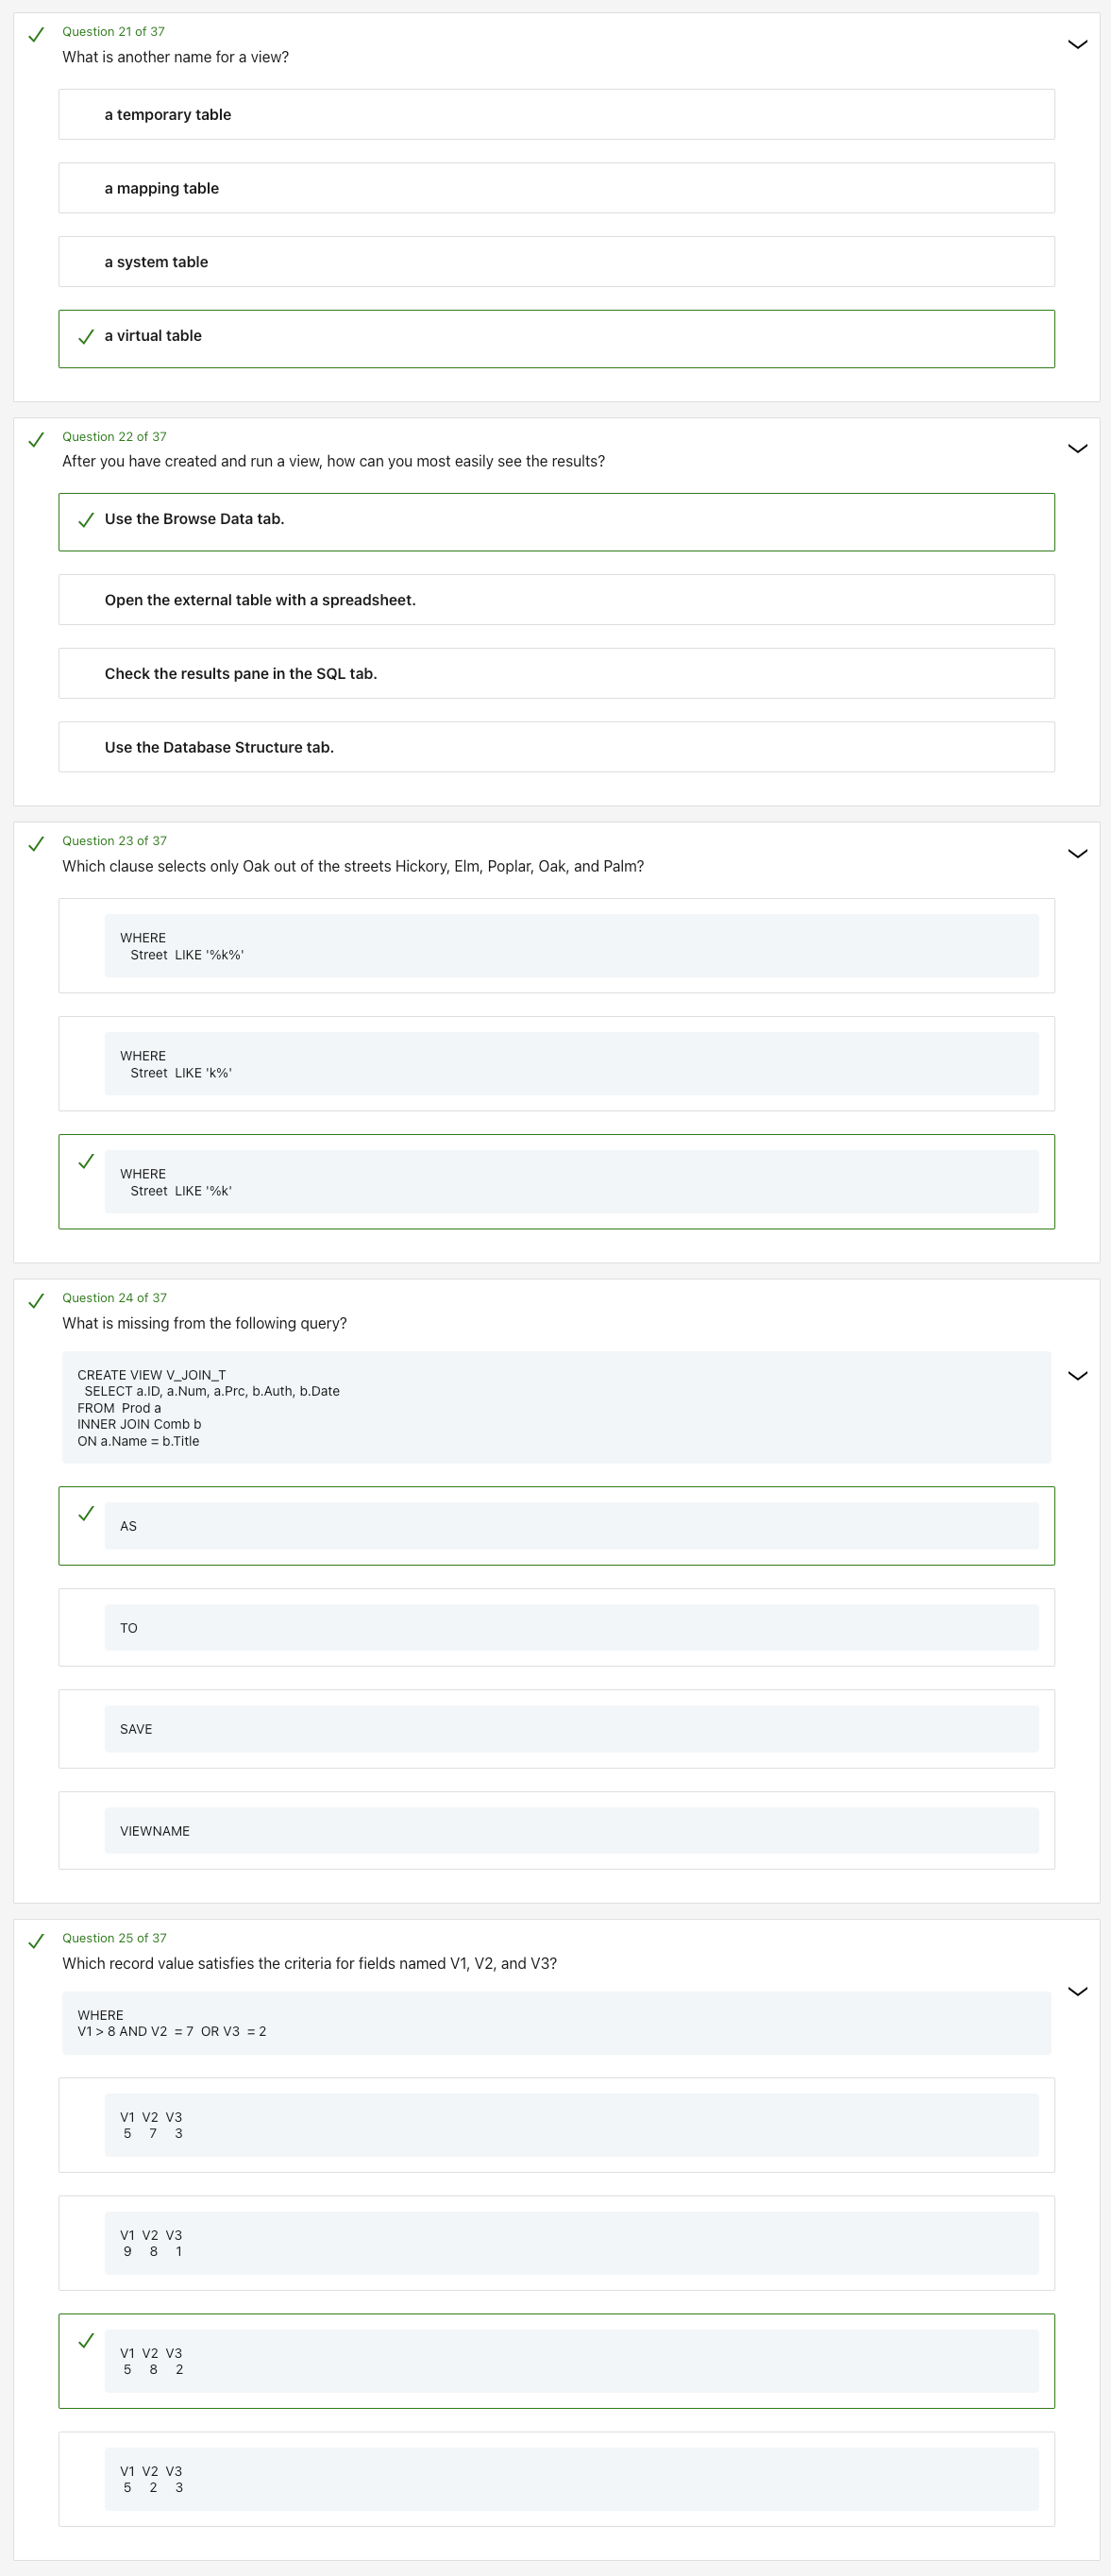 Question 21 of 37
What is another name for a view?
a temporary table
a mapping table
a system table
a virtual table
Question 22 of 37
After you have created and run a view, how can you most easily see the results?
Use the Browse Data tab.
Open the external table with a spreadsheet.
Check the results pane in the SQL tab.
Use the Database Structure tab.
Question 23 of 37
Which clause selects only Oak out of the streets Hickory, Elm, Poplar, Oak, and Palm?
WHERE
Street LIKE '%k%'
WHERE
Street LIKE 'k%'
WHERE
Street LIKE '%k'
Question 24 of 37
What is missing from the following query?
CREATE VIEW V_JOIN_T
SELECT a.ID, a.Num, a.Prc, b.Auth, b.Date
FROM Prod a
INNER JOIN Comb b
ON a.Name = b.Title
AS
TO
SAVE
VIEWNAME
Question 25 of 37
Which record value satisfies the criteria for fields named V1, V2, and V3?
WHERE
V1 > 8 AND V2 = 7 OR V3 = 2
V1 V2 V3
5 7 3
V1 V2 V3
9 8 1
V1 V2 V3
5 8 2
V1 V2 V3
5 2 3